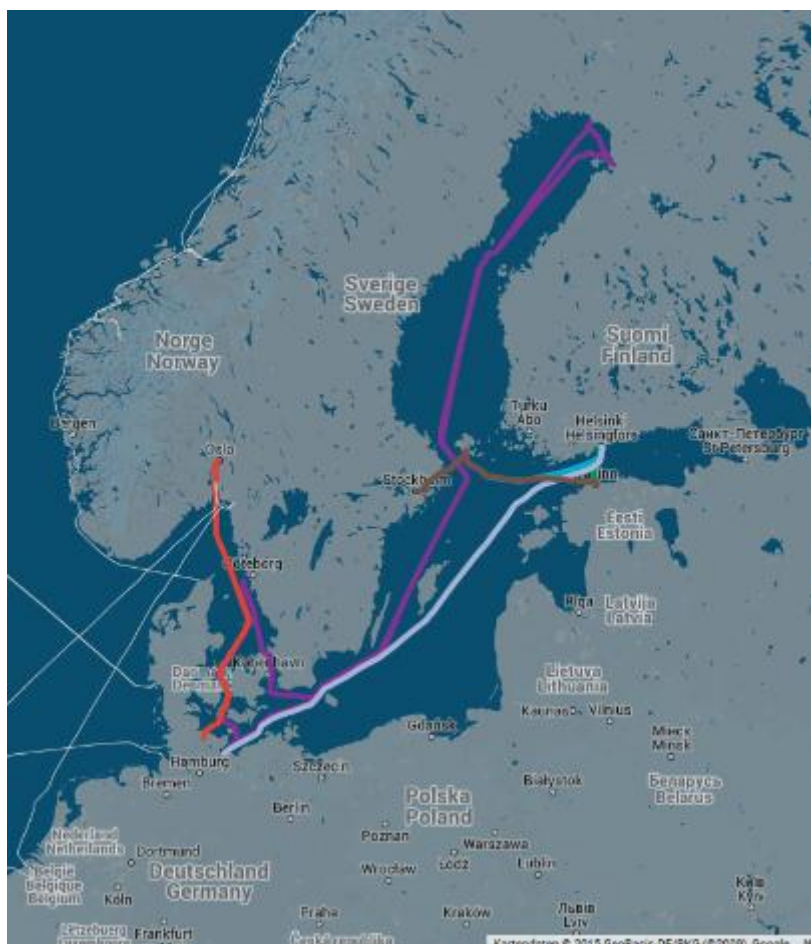 Sverige
Sweden
Norge
Norway
Suomi
Finland
Bergen
Oslo
Turku
Åbo
Helsinki
Helsingfors
Санкт-Петербург
St Petersburg
Stockholm
Eesti
Estonia
Göteborg
Riga
Latvija
Latvia
København
Denmark
Lietuva
Lithuania
Kaunas
Vilnius
Gdańsk
Мінск
Minsk
Hamburg
Bremen
Szczecin
Białystok
Беларусь
Belarus
Berlin
Polska
Poland
Poznań
Warszawa
Nederland
Netherlands
Dortmund
Deutschland
Germany
Wrocław
Łódź
Lublin
België
Belgique
Belgium
Köln
Київ
Kyiv
Praha
Kraków
Львів
Lviv
Frankfurt